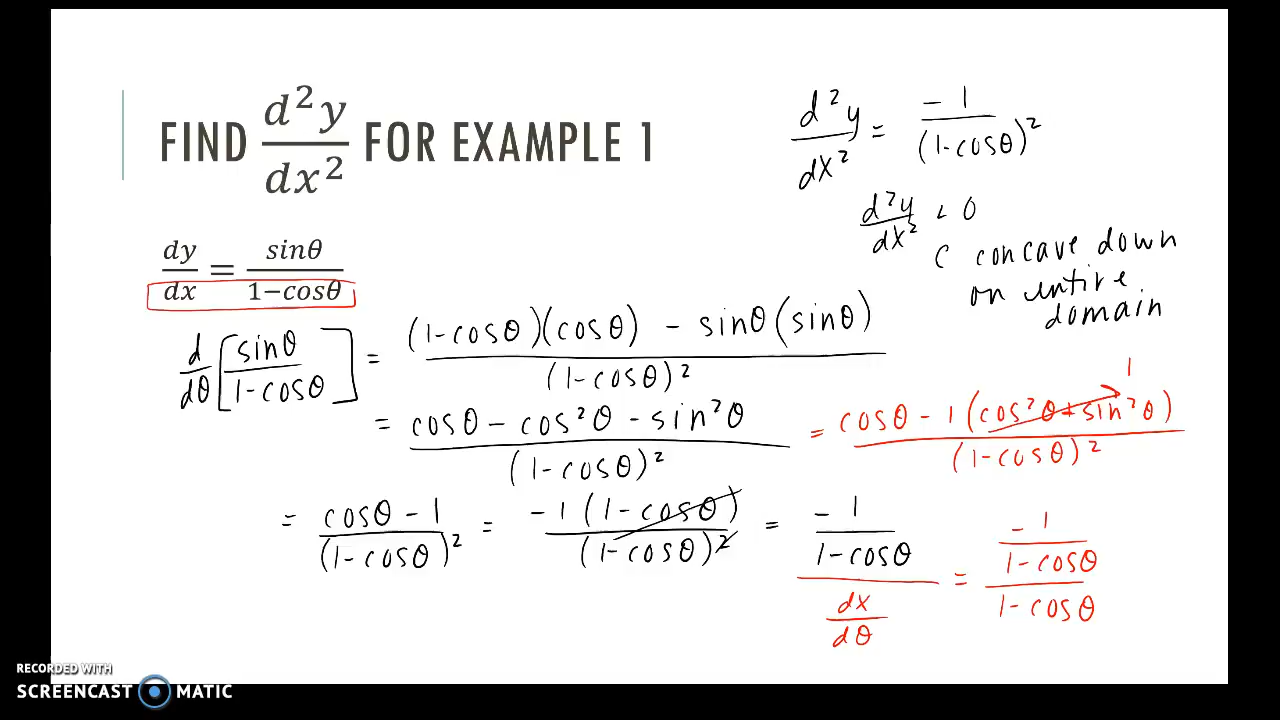 FIND d²y/dx² FOR EXAMPLE 1
d²y/dx² = -1/(1-cosθ)²
d²y/dx² < 0
C concave down
on entire
domain
dy/dx = sinθ/1−cosθ
d/dθ [sinθ/1-cosθ] = (1-cosθ)(cosθ) - sinθ(sinθ)/(1-cosθ)²
= cosθ - cos²θ - sin²θ/(1-cosθ)² = cosθ - 1(cos²θ+sin²θ)/(1-cosθ)²
1
= cosθ - 1/(1-cosθ)² = -1(1-cosθ)/(1-cosθ)² = -1/1-cosθ/dx/dθ = -1/1-cosθ/1-cosθ
RECORDED WITH
SCREENCAST MATIC